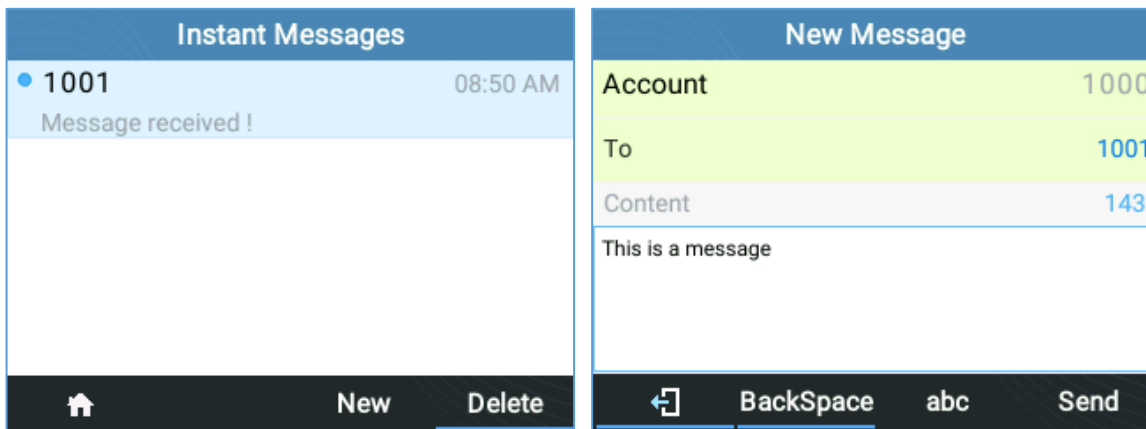 Instant Messages
1001 08:50 AM
Message received !
New Delete
New Message
Account 1000
To 1001
Content 143
This is a message
BackSpace abc Send